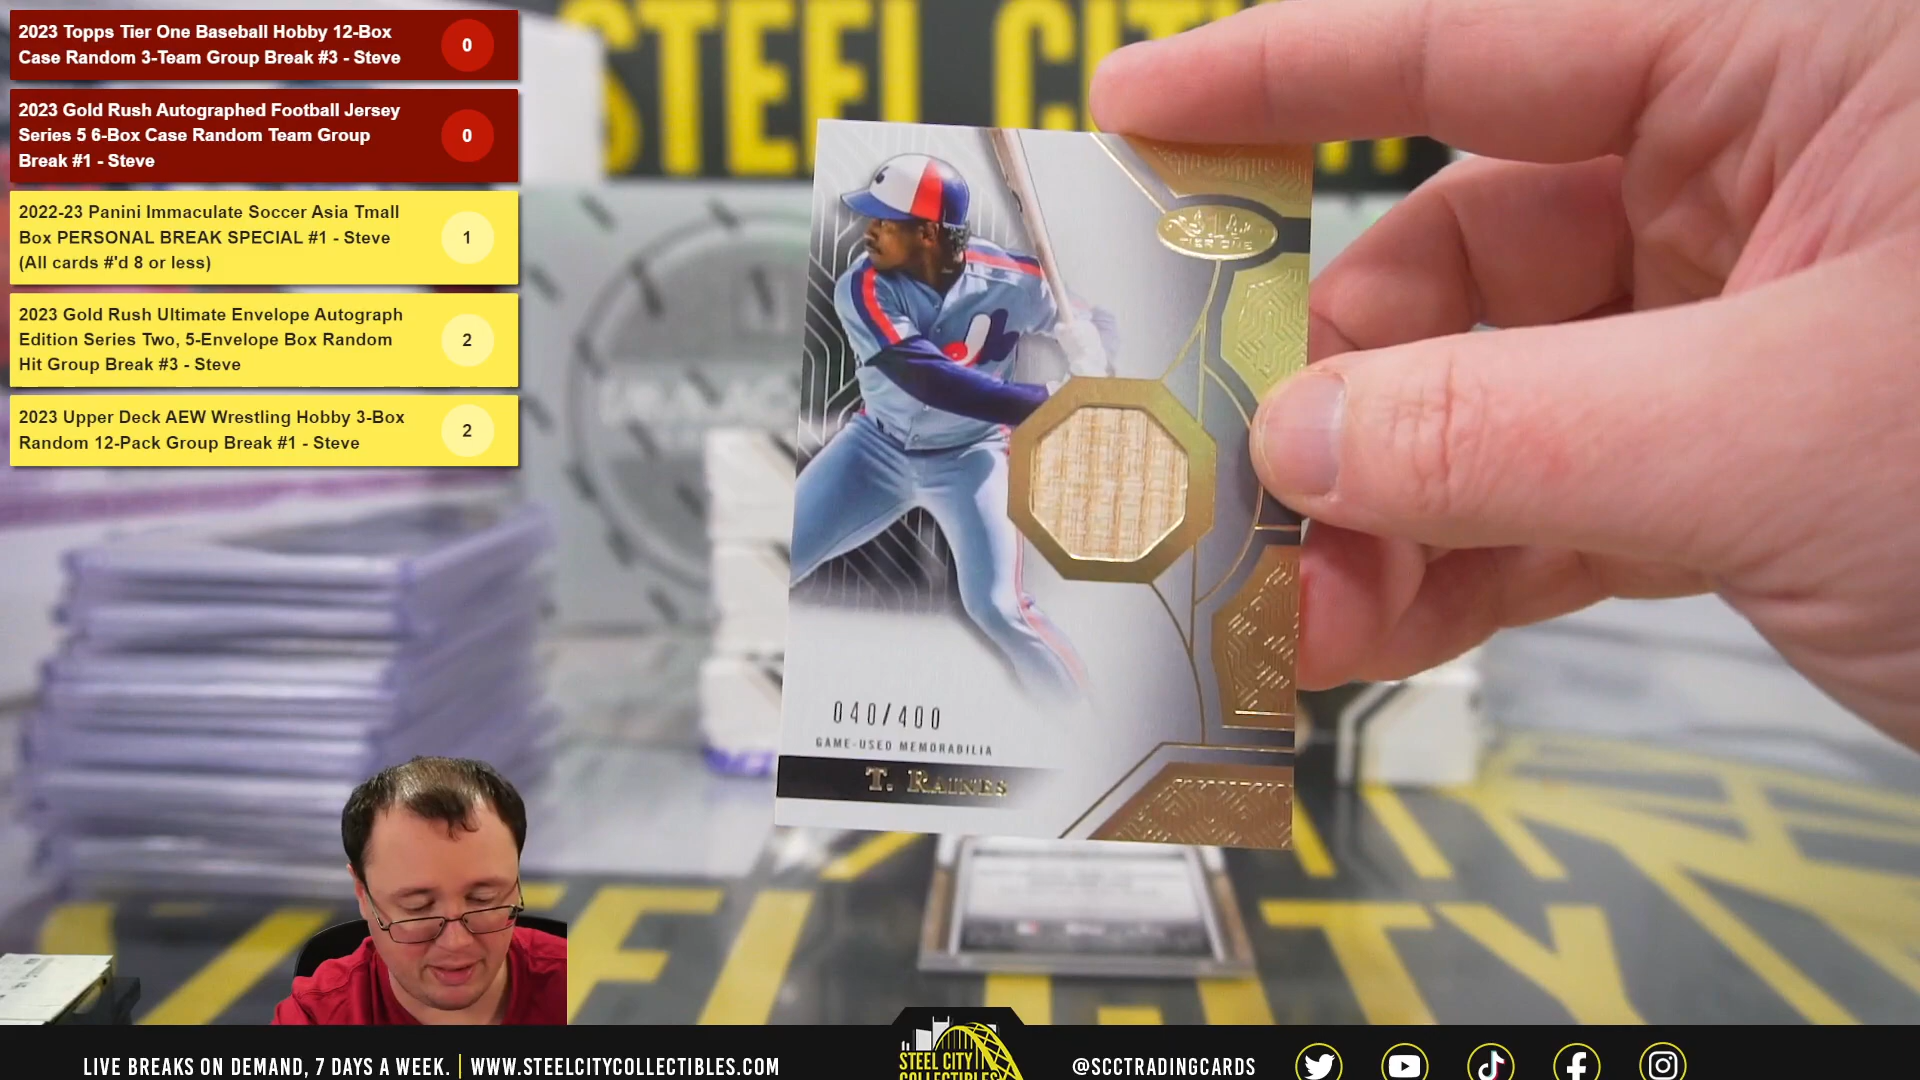 2023 Topps Tier One Baseball Hobby 12-Box
Case Random 3-Team Group Break #3 - Steve
0
2023 Gold Rush Autographed Football Jersey
Series 5 6-Box Case Random Team Group
Break #1 - Steve
0
2022-23 Panini Immaculate Soccer Asia Tmall
Box PERSONAL BREAK SPECIAL #1 - Steve
(All cards #'d 8 or less)
1
2023 Gold Rush Ultimate Envelope Autograph
Edition Series Two, 5-Envelope Box Random
Hit Group Break #3 - Steve
2
2023 Upper Deck AEW Wrestling Hobby 3-Box
Random 12-Pack Group Break #1 - Steve
2
STEEL CITY
1
TIER ONE
040/400
GAME-USED MEMORABILIA
T. RAINES
LIVE BREAKS ON DEMAND, 7 DAYS A WEEK. | WWW.STEELCITYCOLLECTIBLES.COM
STEEL CITY
COLLECTIBLES
@SCCTRADINGCARDS